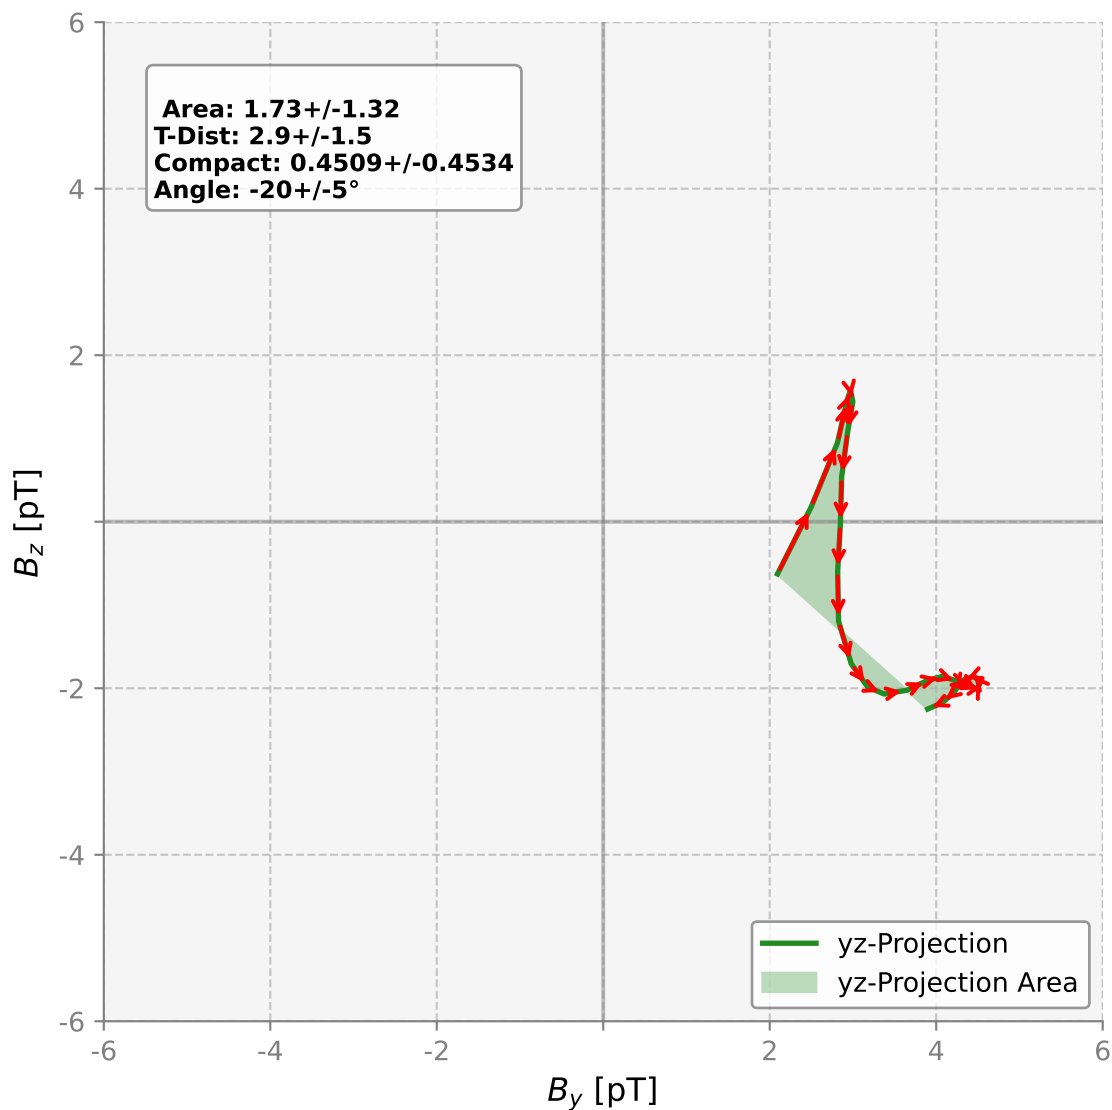 6
4
2
-2
-4
-6
B_z [pT]
Area: 1.73+/-1.32
T-Dist: 2.9+/-1.5
Compact: 0.4509+/-0.4534
Angle: -20+/-5°
yz-Projection
yz-Projection Area
-6 -4 -2 2 4 6
B_y [pT]